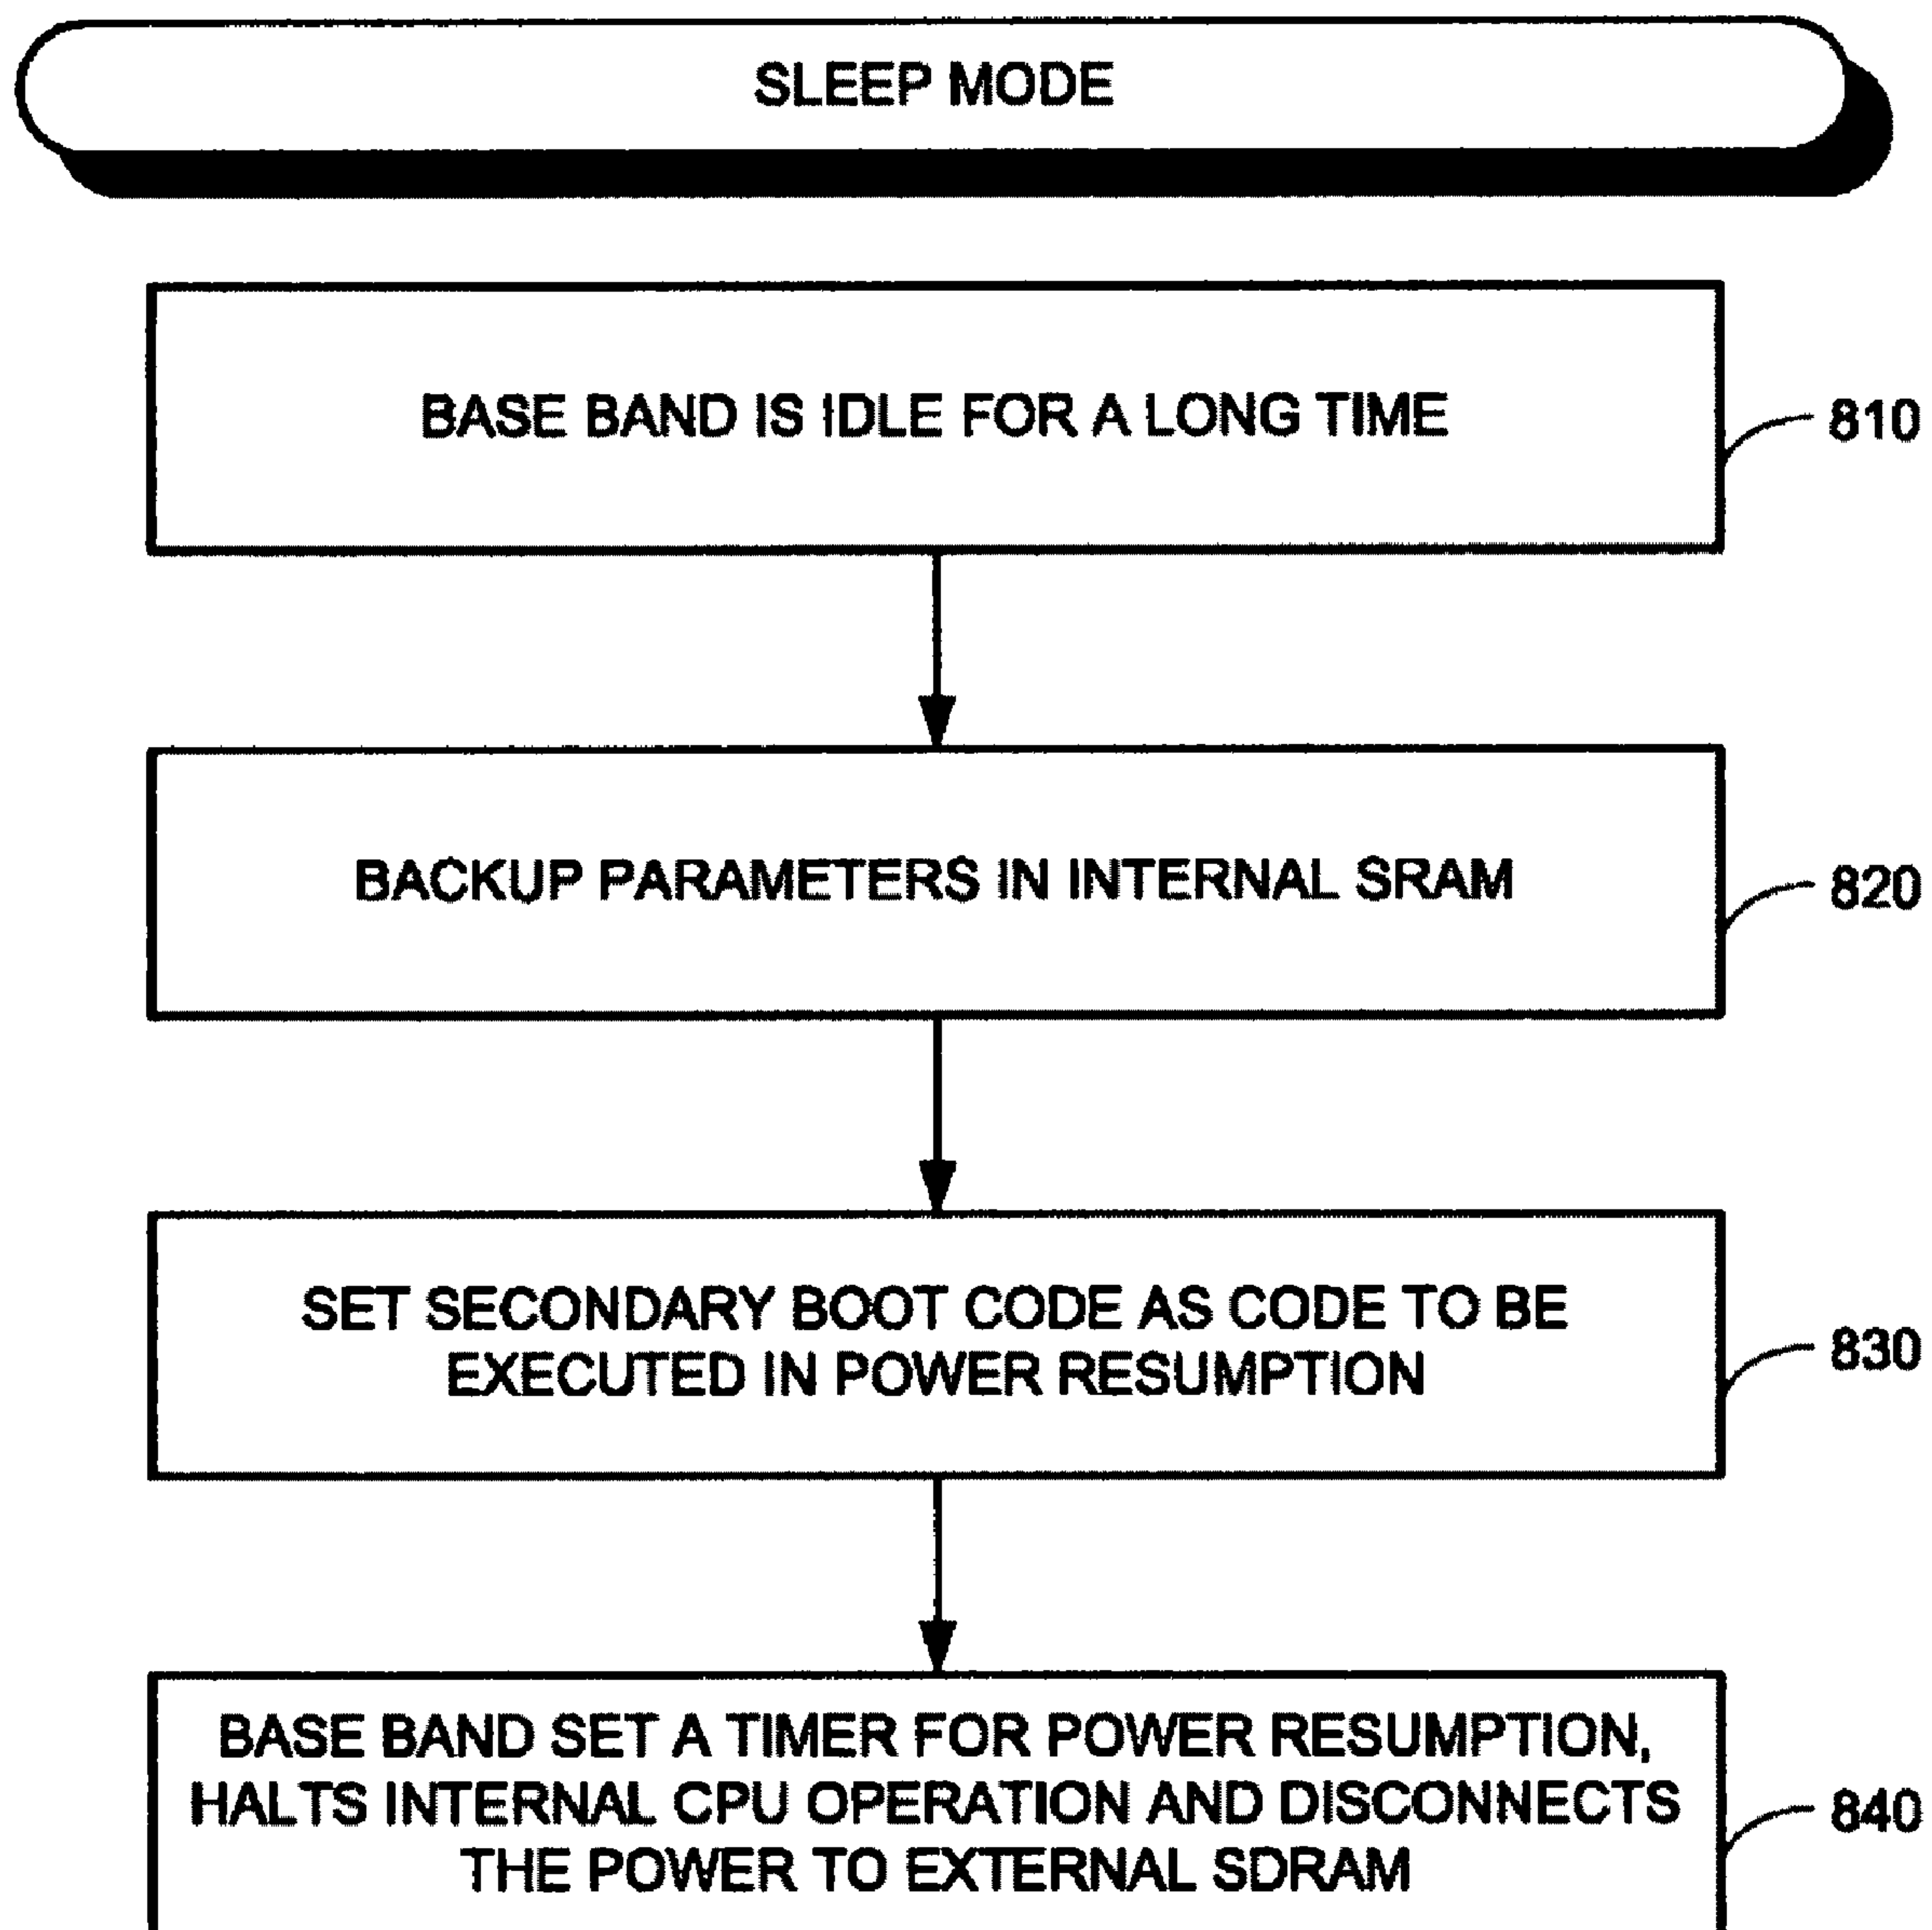 SLEEP MODE
BASE BAND IS IDLE FOR A LONG TIME
810
BACKUP PARAMETERS IN INTERNAL SRAM
820
SET SECONDARY BOOT CODE AS CODE TO BE
EXECUTED IN POWER RESUMPTION
830
BASE BAND SET A TIMER FOR POWER RESUMPTION,
HALTS INTERNAL CPU OPERATION AND DISCONNECTS
THE POWER TO EXTERNAL SDRAM
840